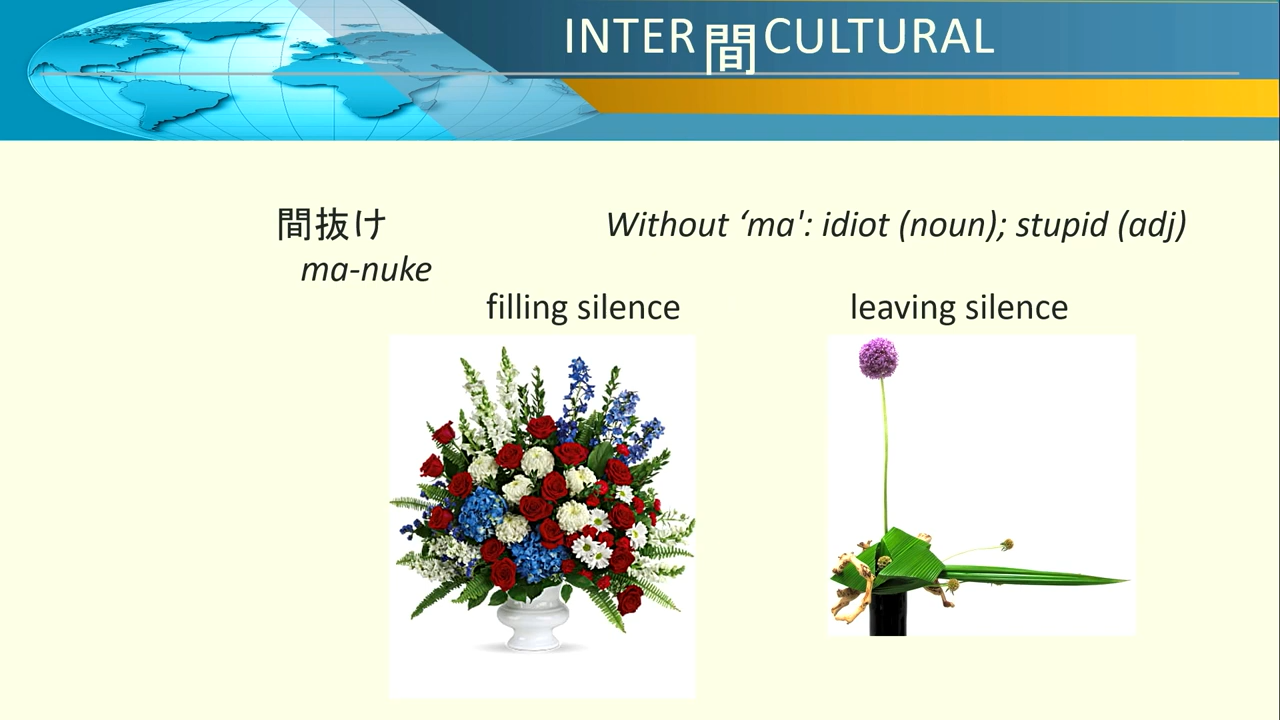 INTER間CULTURAL
間抜け Without ‘ma': idiot (noun); stupid (adj)
ma-nuke
filling silence leaving silence